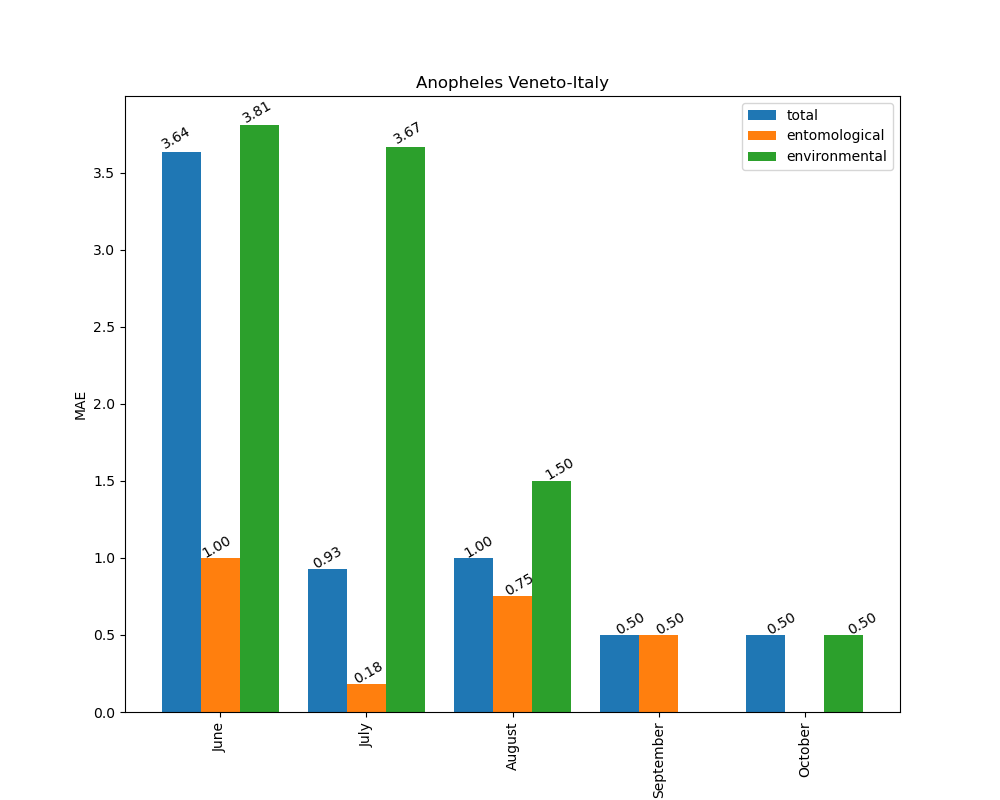 Anopheles Veneto-Italy
total
entomological
environmental
MAE
3.5
3.0
2.5
2.0
1.5
1.0
0.5
0.0
3.64
1.00
3.81
0.93
0.18
3.67
1.00
0.75
1.50
0.50
0.50
0.50
0.50
June
July
August
September
October